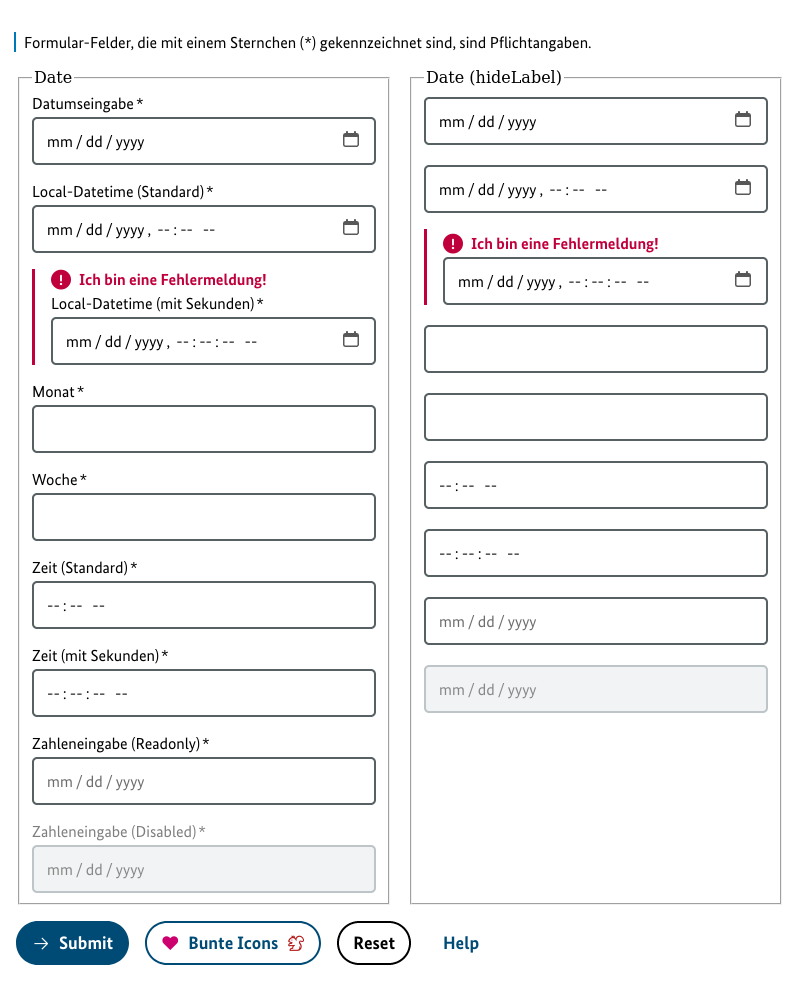 Formular-Felder, die mit einem Sternchen (*) gekennzeichnet sind, sind Pflichtangaben.
Date
Datumseingabe *
mm / dd / yyyy
Local-Datetime (Standard) *
mm / dd / yyyy , -- : -- --
Ich bin eine Fehlermeldung!
Local-Datetime (mit Sekunden) *
mm / dd / yyyy , -- : -- : -- --
Monat *
Woche *
Zeit (Standard) *
-- : -- --
Zeit (mit Sekunden) *
-- : -- : -- --
Zahleneingabe (Readonly) *
mm / dd / yyyy
Zahleneingabe (Disabled) *
mm / dd / yyyy
Date (hideLabel)
mm / dd / yyyy
mm / dd / yyyy , -- : -- --
Ich bin eine Fehlermeldung!
mm / dd / yyyy , -- : -- : -- --
-- : -- --
-- : -- : -- --
mm / dd / yyyy
mm / dd / yyyy
Submit Bunte Icons Reset Help